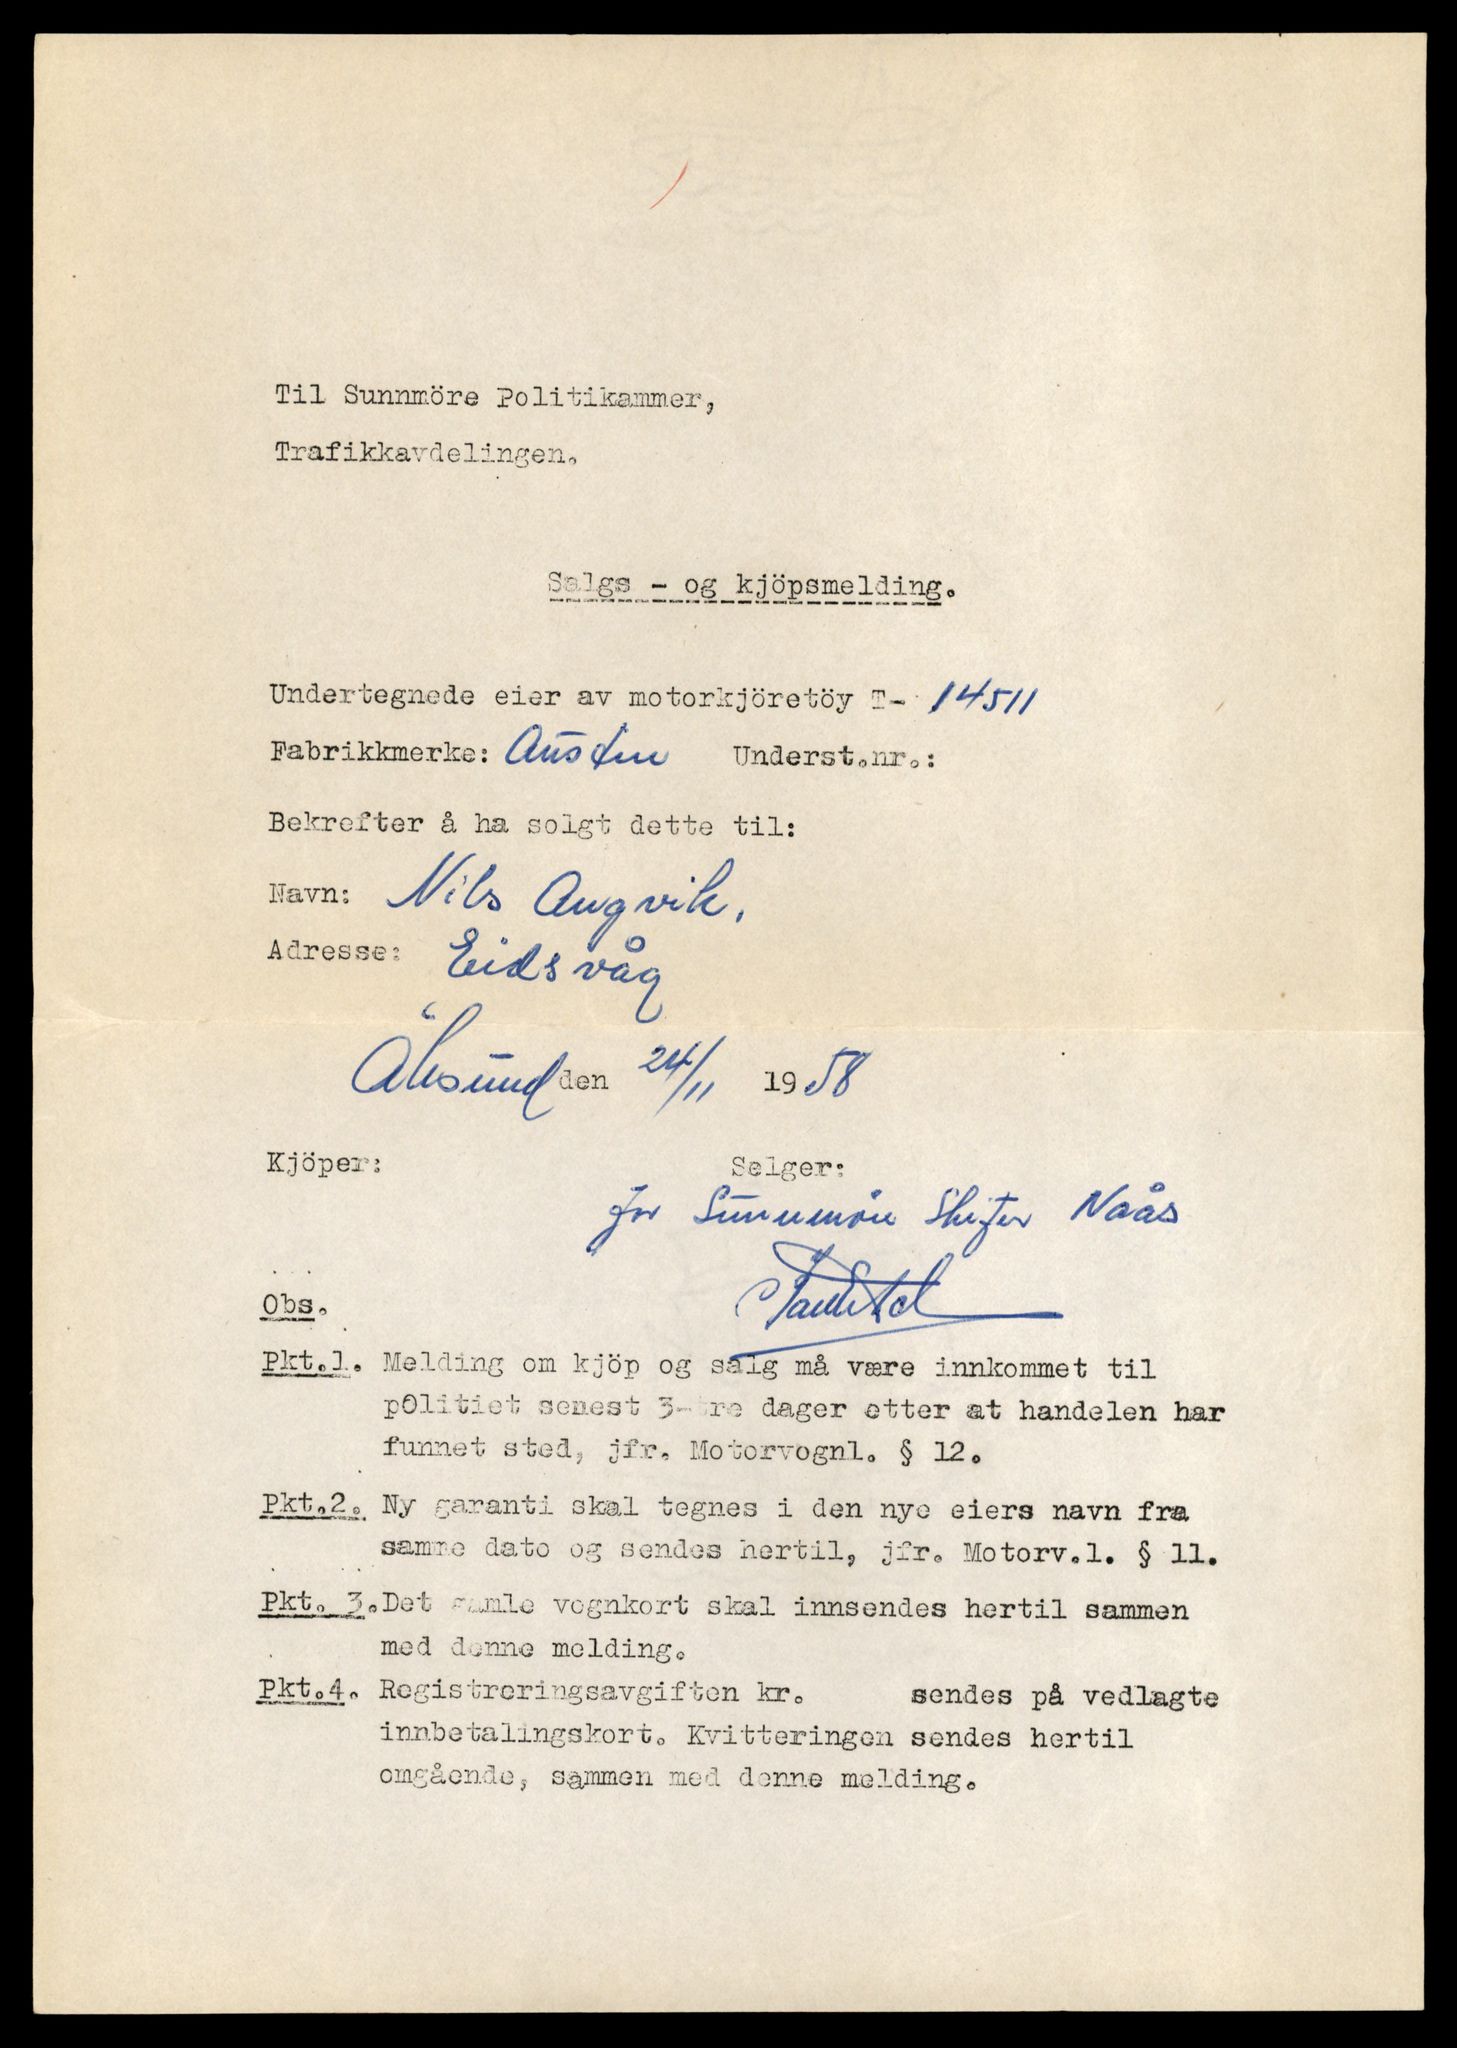 Til Sunnmöre Politikammer,
Trafikkavdelingen.
Salgs - og kjöpsmelding.
Undertegnede eier av motorkjöretöy T- 14511
Fabrikkmerke: Austin Underst.nr.:
Bekrefter å ha solgt dette til:
Navn: Nils Angvik.
Adresse: Eidsvåg
Ålesund den 24/11 1958
Kjöper: Selger:
for Sunnmöre
Obs.
Pkt.1. Melding om kjöp og salg må være innkommet til
pOlitiet senest 3-tre dager etter at handelen har
funnet sted, jfr. Motorvognl. § 12.
Pkt.2. Ny garanti skal tegnes i den nye eiers navn fra
samme dato og sendes hertil, jfr. Motorv.l. § 11.
Pkt. 3. Det gamle vognkort skal innsendes hertil sammen
med denne melding.
Pkt.4. Registreringsavgiften kr. sendes på vedlagte
innbetalingskort. Kvitteringen sendes hertil
omgående, sammen med denne melding.